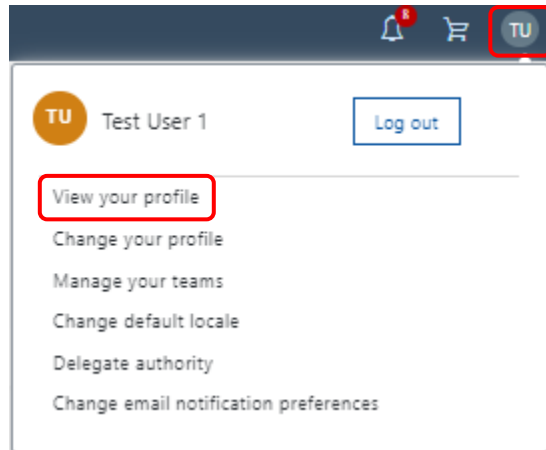 8
TU
TU
Test User 1
Log out
View your profile
Change your profile
Manage your teams
Change default locale
Delegate authority
Change email notification preferences